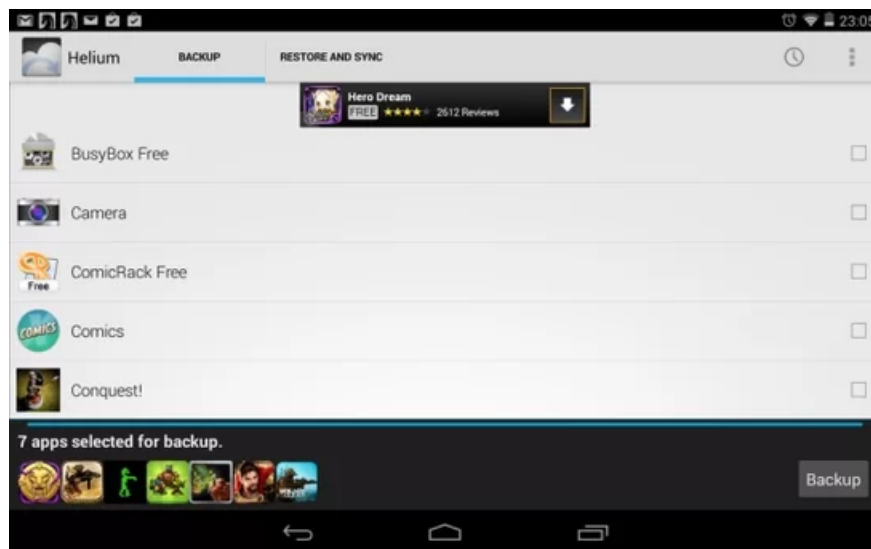 23:05
Helium
BACKUP
RESTORE AND SYNC
Hero Dream
FREE 2612 Reviews
BusyBox Free
Camera
Free
ComicRack Free
COMICS
Comics
Conquest!
7 apps selected for backup.
Backup